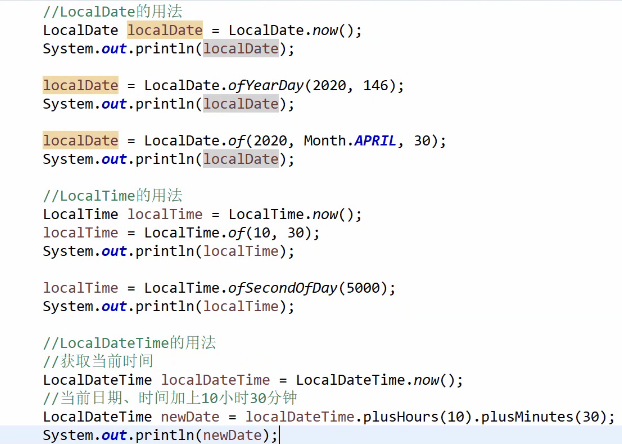 //LocalDate的用法
LocalDate localDate = LocalDate.now();
System.out.println(localDate);
localDate = LocalDate.ofYearDay(2020, 146);
System.out.println(localDate);
localDate = LocalDate.of(2020, Month.APRIL, 30);
System.out.println(localDate);
//LocalTime的用法
LocalTime localTime = LocalTime.now();
localTime = LocalTime.of(10, 30);
System.out.println(localTime);
localTime = LocalTime.ofSecondOfDay(5000);
System.out.println(localTime);
//LocalDateTime的用法
//获取当前时间
LocalDateTime localDateTime = LocalDateTime.now();
//当前日期、时间加上10小时30分钟
LocalDateTime newDate = localDateTime.plusHours(10).plusMinutes(30);
System.out.println(newDate);